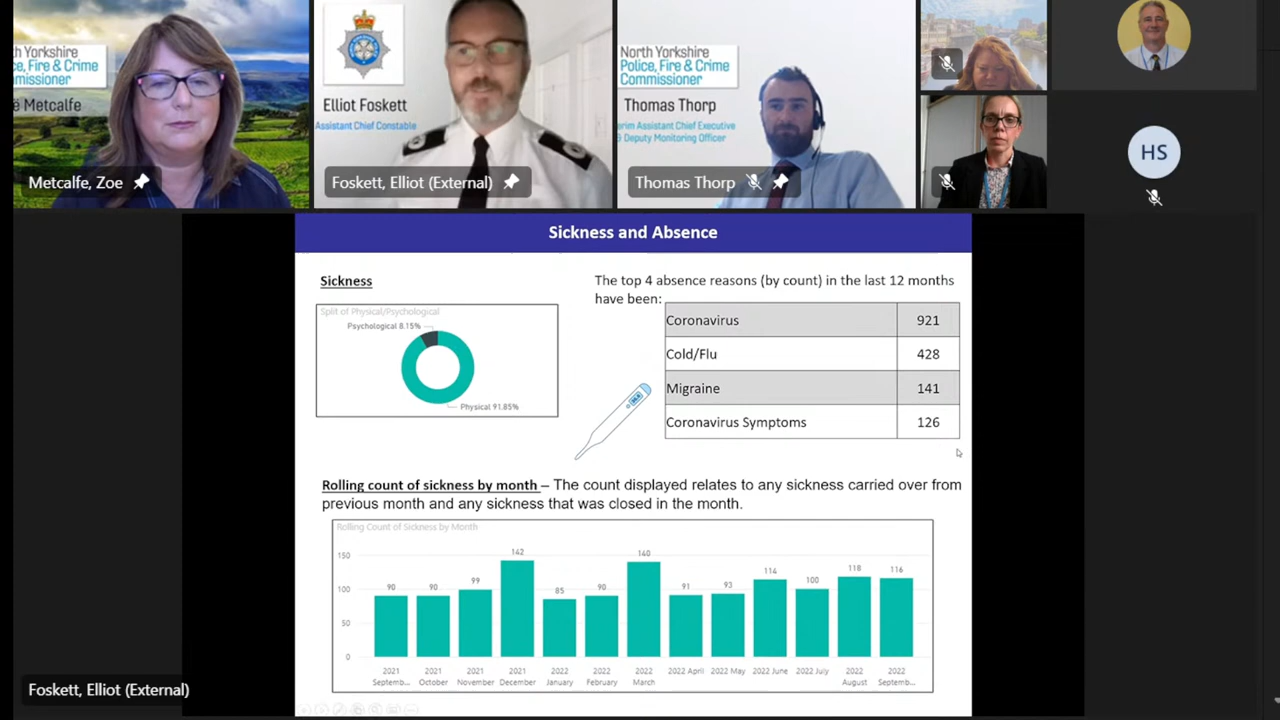 th Yorkshire
ce, Fire & Crime
Commissioner
e Metcalfe
Metcalfe, Zoe
Elliot Foskett
Assistant Chief Constable
Foskett, Elliot (External)
North Yorkshire
Police, Fire & Crime
Commissioner
Thomas Thorp
erim Assistant Chief Executive
& Deputy Monitoring Officer
Thomas Thorp
HS
Sickness and Absence
Sickness
Split of Physical/Psychological
Psychological 8.15%
Physical 91.85%
The top 4 absence reasons (by count) in the last 12 months
have been:
Coronavirus 921
Cold/Flu 428
Migraine 141
Coronavirus Symptoms 126
Rolling count of sickness by month – The count displayed relates to any sickness carried over from
previous month and any sickness that was closed in the month.
Rolling Count of Sickness by Month
150
100
50
0
90 90 99 142 85 90 140 91 93 114 100 118 116
2021 2021 2021 2021 2022 2022 2022 2022 April 2022 May 2022 June 2022 July 2022 2022
Septemb... October November December January February March August Septemb...
Foskett, Elliot (External)